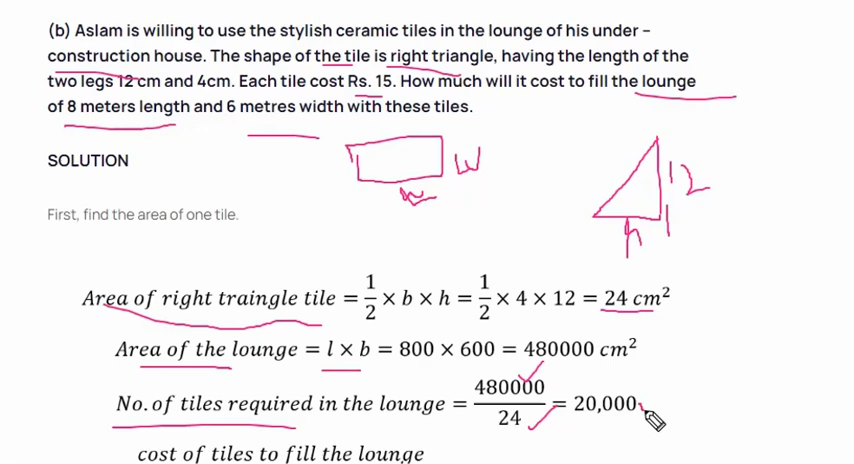 (b) Aslam is willing to use the stylish ceramic tiles in the lounge of his under –
construction house. The shape of the tile is right triangle, having the length of the
two legs 12 cm and 4cm. Each tile cost Rs. 15. How much will it cost to fill the lounge
of 8 meters length and 6 metres width with these tiles.
SOLUTION
W
12
First, find the area of one tile.
Area of right traingle tile = 1/2 × b × h = 1/2 × 4 × 12 = 24 cm²
Area of the lounge = l × b = 800 × 600 = 480000 cm²
No. of tiles required in the lounge = 480000/24 = 20,000
cost of tiles to fill the lounge